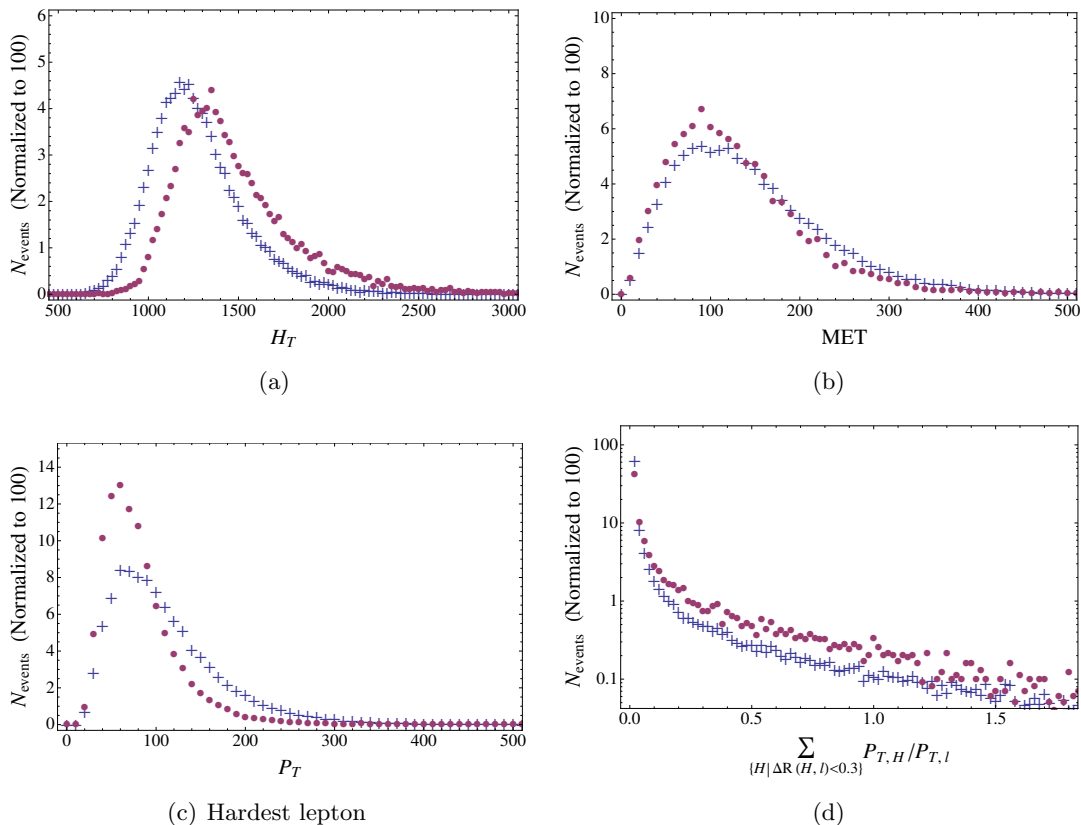 N_events (Normalized to 100)
6
5
4
3
2
1
0
500 1000 1500 2000 2500 3000
H_T
(a)
N_events (Normalized to 100)
10
8
6
4
2
0
0 100 200 300 400 500
MET
(b)
N_events (Normalized to 100)
14
12
10
8
6
4
2
0
0 100 200 300 400 500
P_T
(c) Hardest lepton
N_events (Normalized to 100)
100
10
1
0.1
0.0 0.5 1.0 1.5
∑ P_{T, H}/P_{T, l}
{H| ΔR (H, l)<0.3}
(d)